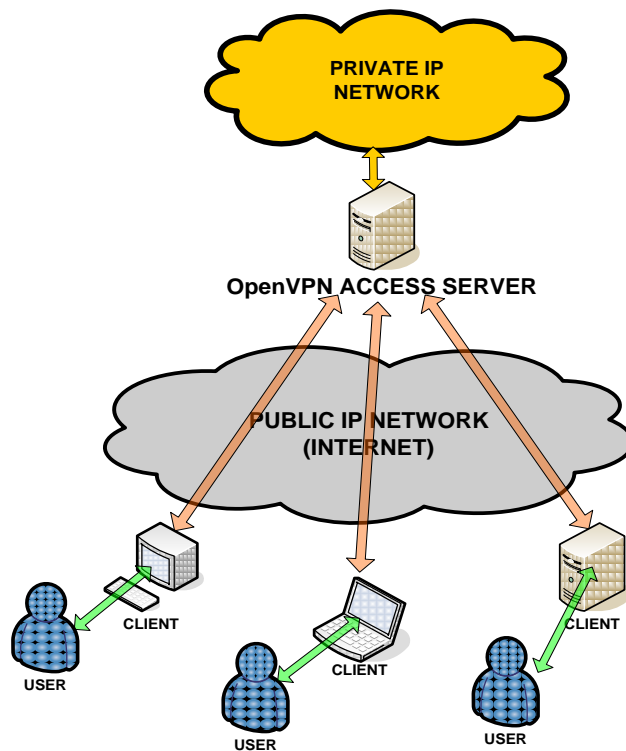 PRIVATE IP
NETWORK
OpenVPN ACCESS SERVER
PUBLIC IP NETWORK
(INTERNET)
CLIENT
USER
CLIENT
USER
CLIENT
USER